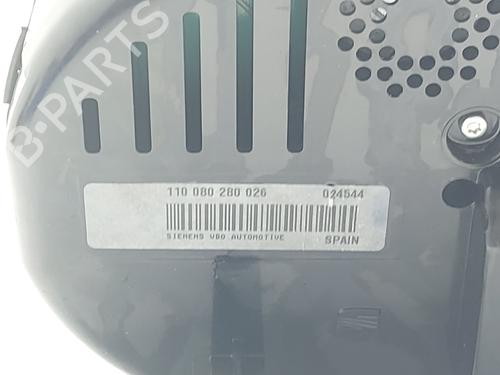 B-PARTS
110 080 280 026 024544
SIEMENS VDO AUTOMOTIVE SPAIN